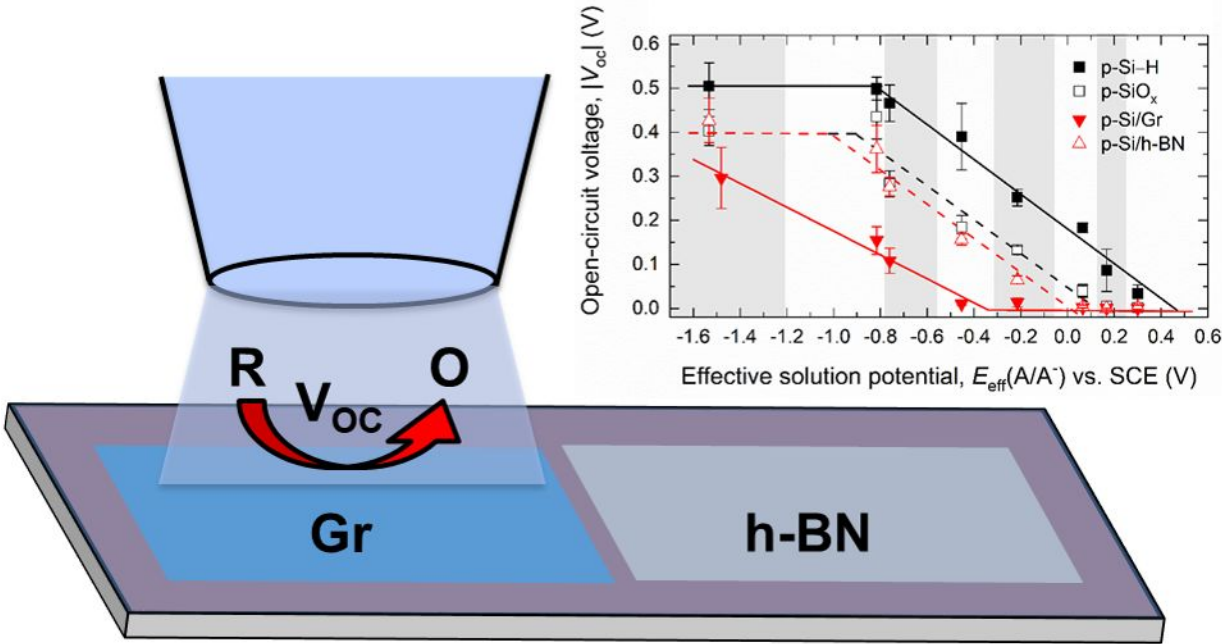 0.6
0.5
0.4
0.3
0.2
0.1
0.0
Open-circuit voltage, |Voc| (V)
p-Si–H
p-SiOx
p-Si/Gr
p-Si/h-BN
-1.6 -1.4 -1.2 -1.0 -0.8 -0.6 -0.4 -0.2 0.0 0.2 0.4 0.6
Effective solution potential, Eeff(A/A-) vs. SCE (V)
R O
VOC
Gr h-BN